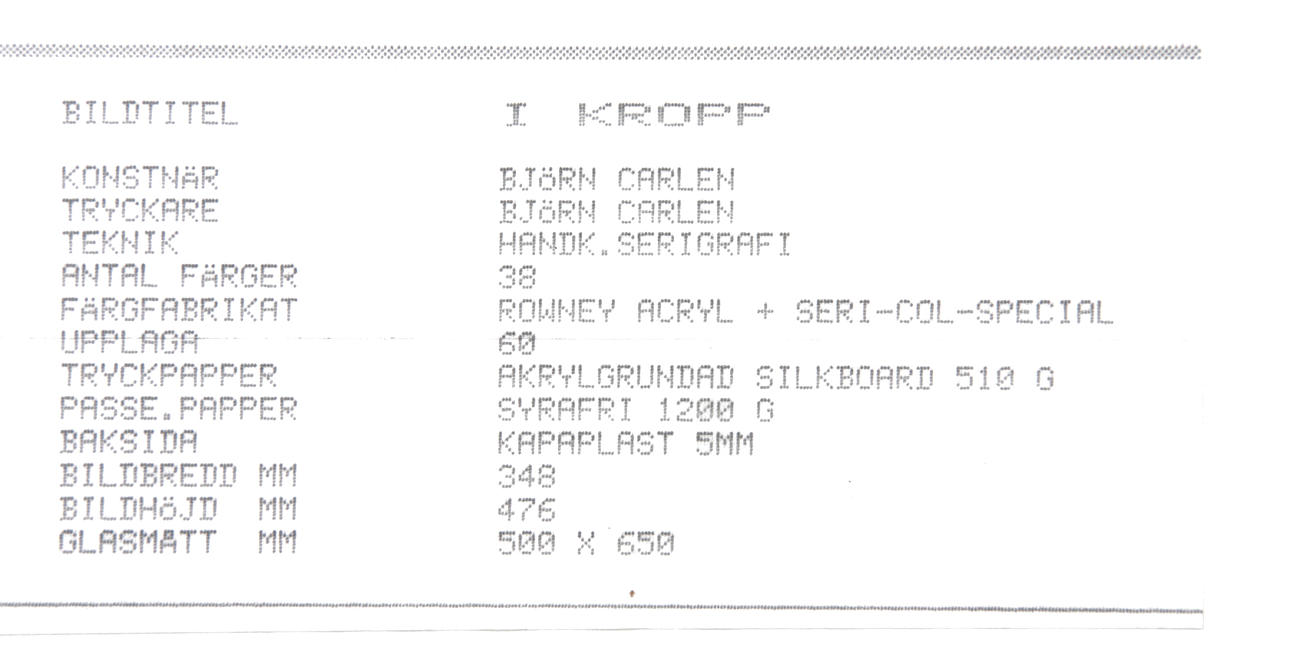 BILDTITEL I KROPP
KONSTNÄR BJÖRN CARLEN
TRYCKARE BJÖRN CARLEN
TEKNIK HANDK.SERIGRAFI
ANTAL FÄRGER 38
FÄRGFABRIKAT ROWNEY ACRYL + SERI-COL-SPECIAL
UPPLAGA 60
TRYCKPAPPER AKRYLGRUNDAD SILKBOARD 510 G
PASSE.PAPPER SYRAFRI 1200 G
BAKSIDA KAPAPLAST 5MM
BILDBREDD MM 348
BILDHÖJD MM 476
GLASMÅTT MM 500 X 650